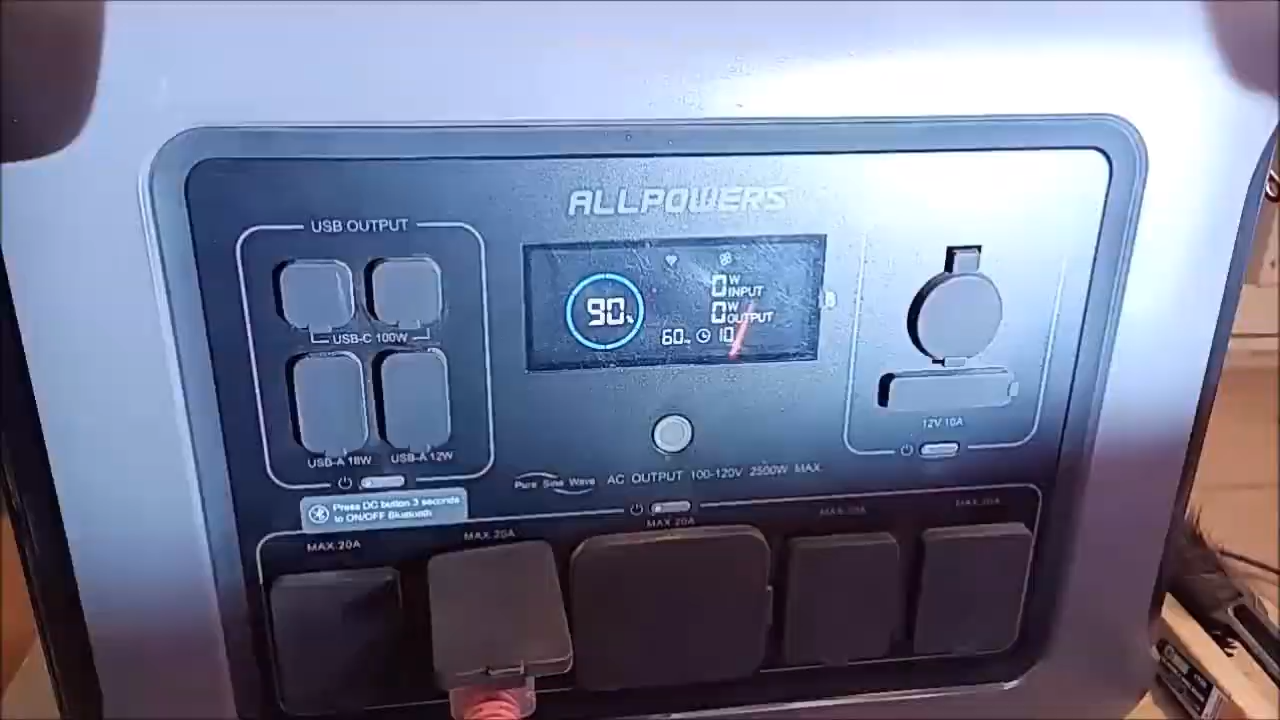 ALLPOWERS
USB OUTPUT
USB-C 100W
USB-A 18W
USB-A 12W
Press DC button 3 seconds
to ON/OFF Bluetooth
90%
0W
INPUT
0W
OUTPUT
60Hz 10
12V 10A
Pure Sine Wave
AC OUTPUT 100-120V 2500W MAX.
MAX.20A
MAX.20A
MAX.20A
MAX.20A
MAX.20A